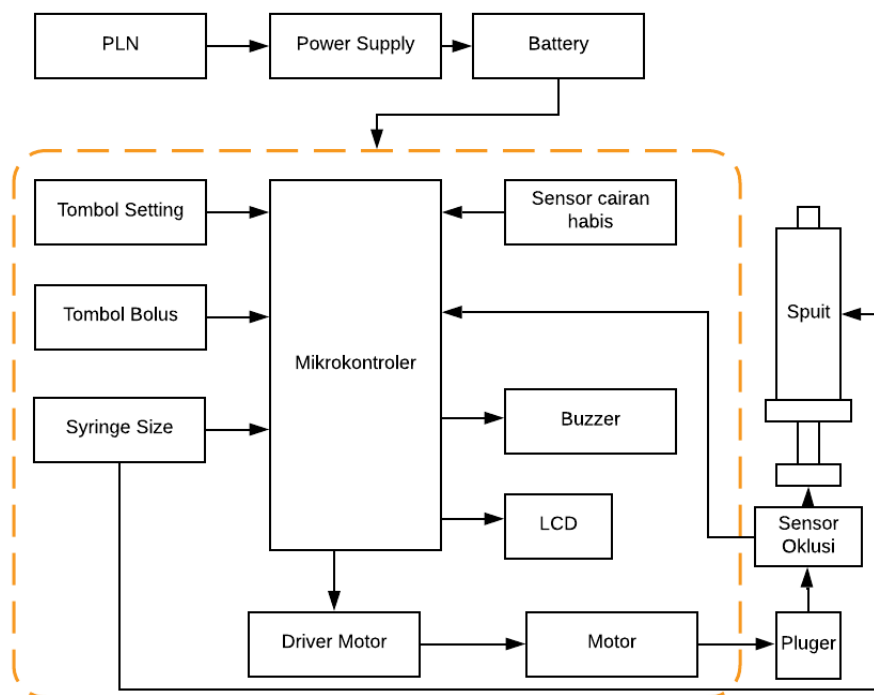 PLN
Power Supply
Battery
Tombol Setting
Sensor cairan
habis
Tombol Bolus
Mikrokontroler
Spuit
Syringe Size
Buzzer
LCD
Sensor
Oklusi
Driver Motor
Motor
Pluger